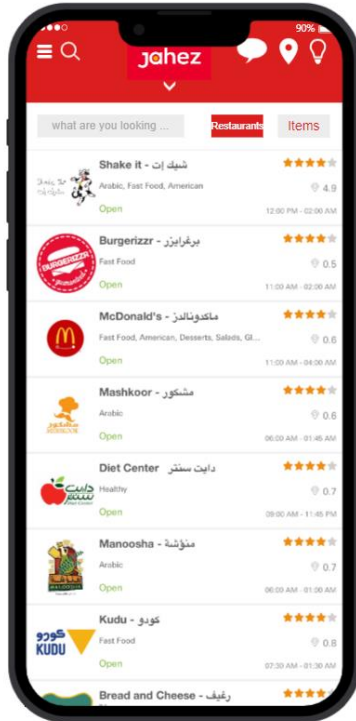 90%
jahez
what are you looking ...
Restaurants
Items
Shake it - شيك إت
Arabic, Fast Food, American
4.9
Open
12:00 PM - 02:00 AM
Burgerizzr - برغرايزر
BURGERIZZR
Fast Food
0.5
Open
11:00 AM - 02:00 AM
McDonald's - ماكدونالدز
Fast Food, American, Desserts, Salads, Gl...
0.6
Open
11:00 AM - 04:00 AM
Mashkoor - مشكور
Arabic
0.6
Open
06:00 AM - 01:45 AM
Diet Center دايت سنتر
دايت سنتر
Healthy
0.7
Open
09:00 AM - 11:45 PM
Manoosha - منؤشة
Arabic
0.7
Open
06:00 AM - 01:00 AM
Kudu - كودو
كودو
KUDU
Fast Food
0.8
Open
07:30 AM - 01:30 AM
Bread and Cheese - رغيف